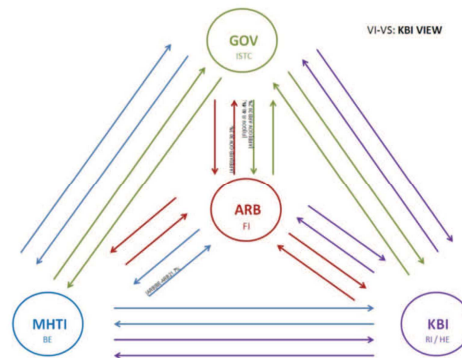 GOV
ISTC
VI-VS: KBI VIEW
ARB
FI
MHTI
BE
KBI
RI / HE